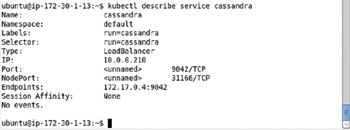 ubuntu@ip-172-30-1-13:~$ kubectl describe service cassandra
Name: cassandra
Namespace: default
Labels: run=cassandra
Selector: run=cassandra
Type: LoadBalancer
IP: 10.0.0.210
Port: <unnamed> 9042/TCP
NodePort: <unnamed> 31166/TCP
Endpoints: 172.17.0.4:9042
Session Affinity: None
No events.
ubuntu@ip-172-30-1-13:~$